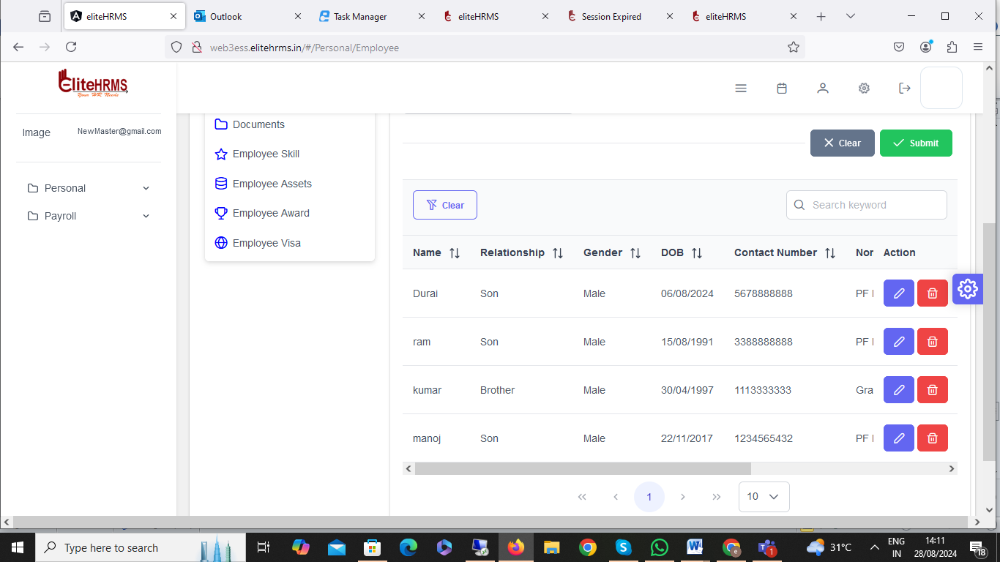 eliteHRMS
Outlook
Task Manager
eliteHRMS
Session Expired
eliteHRMS
web3ess.elitehrms.in/#/Personal/Employee
EliteHRMS
Your HR Needs
Image
NewMaster@gmail.com
Personal
Payroll
Documents
Employee Skill
Employee Assets
Employee Award
Employee Visa
Clear
Submit
Clear
Search keyword
Name Relationship Gender DOB Contact Number Nor Action
Durai Son Male 06/08/2024 5678888888 PF
ram Son Male 15/08/1991 3388888888 PF
kumar Brother Male 30/04/1997 1113333333 Gra
manoj Son Male 22/11/2017 1234565432 PF
1
10
Type here to search
1
31°C
ENG
IN
14:11
28/08/2024
18